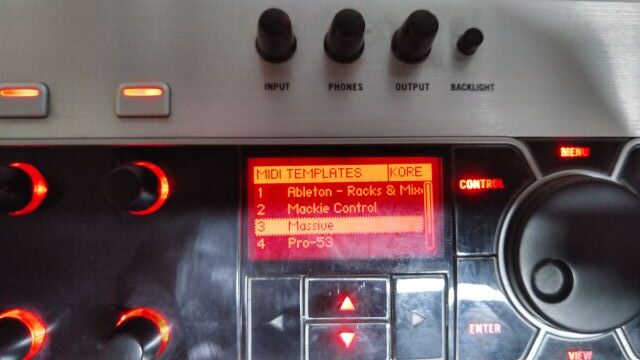 INPUT PHONES OUTPUT BACKLIGHT
MENU
MIDI TEMPLATES KORE
CONTROL
1 Ableton - Racks & Mix
2 Mackie Control
3 Massive
4 Pro-53
ENTER
VIEW